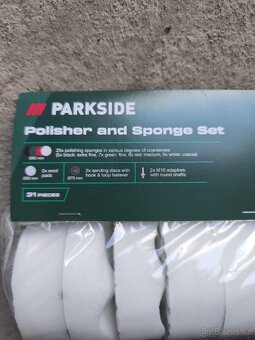 PARKSIDE
Polisher and Sponge Set
25x polishing sponges in various degrees of coarseness
(5x black: extra fine, 7x green: fine, 8x red: medium, 5x white: coarse)
Ø80 mm
2x wool
pads
Ø80 mm
2x sanding discs with
hook & loop fastener
Ø75 mm
2x M10 adaptors
with round shafts
31 PIECES